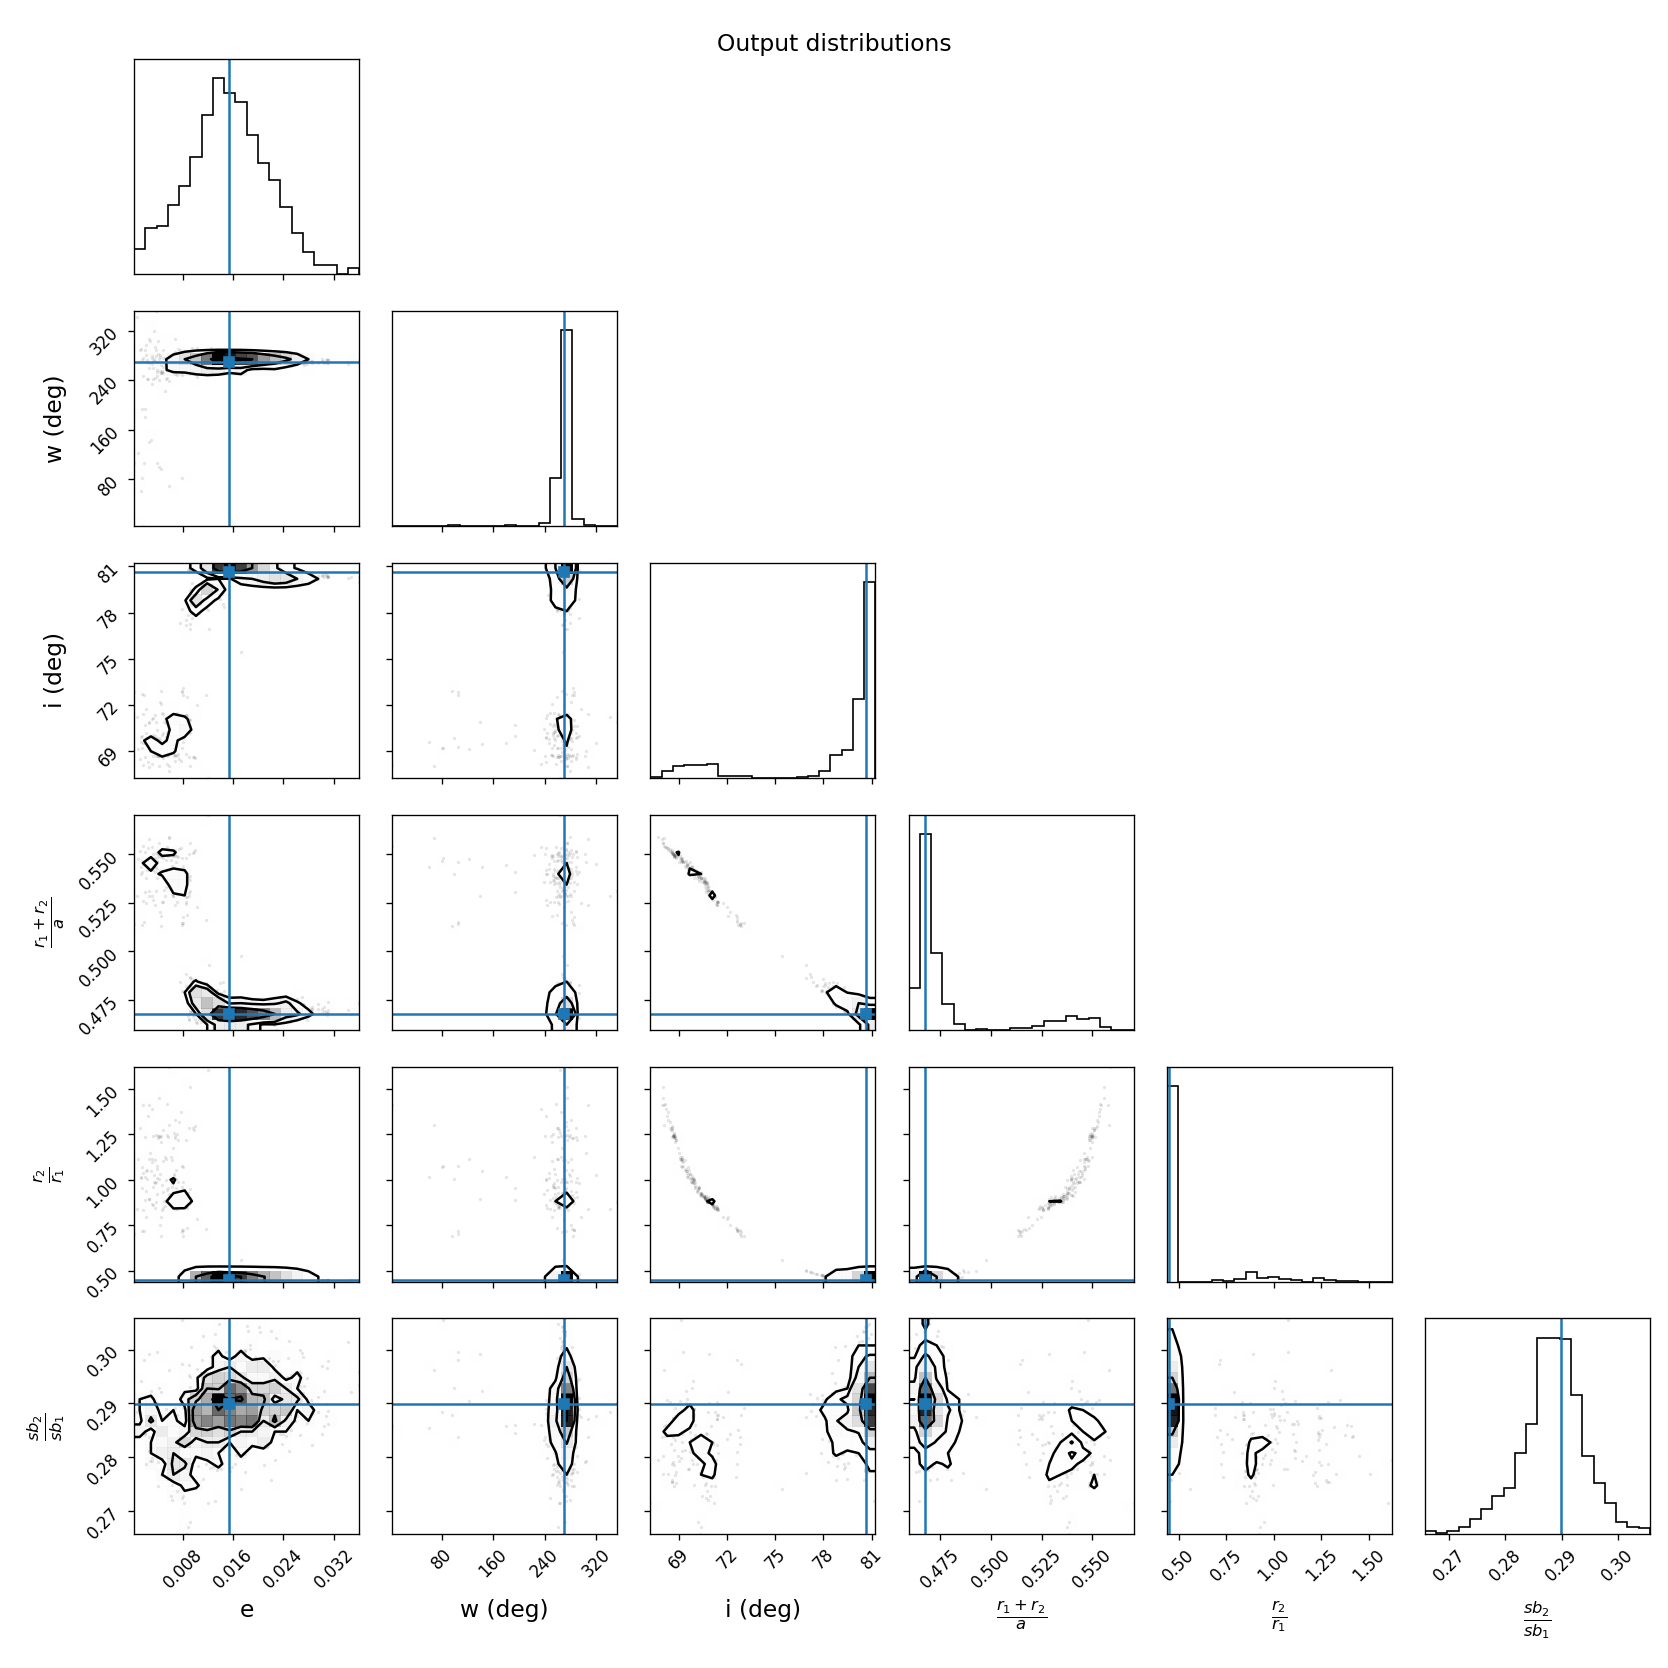 Output distributions
320
240
160
80
w (deg)
81
78
75
72
69
i (deg)
0.550
0.525
0.500
0.475
r₁ + r₂
a
1.50
1.25
1.00
0.75
0.50
r₂
r₁
0.30
0.29
0.28
0.27
sb₂
sb₁
0.008 0.016 0.024 0.032 80 160 240 320 69 72 75 78 81 0.475 0.500 0.525 0.550 0.50 0.75 1.00 1.25 1.50 0.27 0.28 0.29 0.30
e w (deg) i (deg)
r₁ + r₂
a
r₂
r₁
sb₂
sb₁